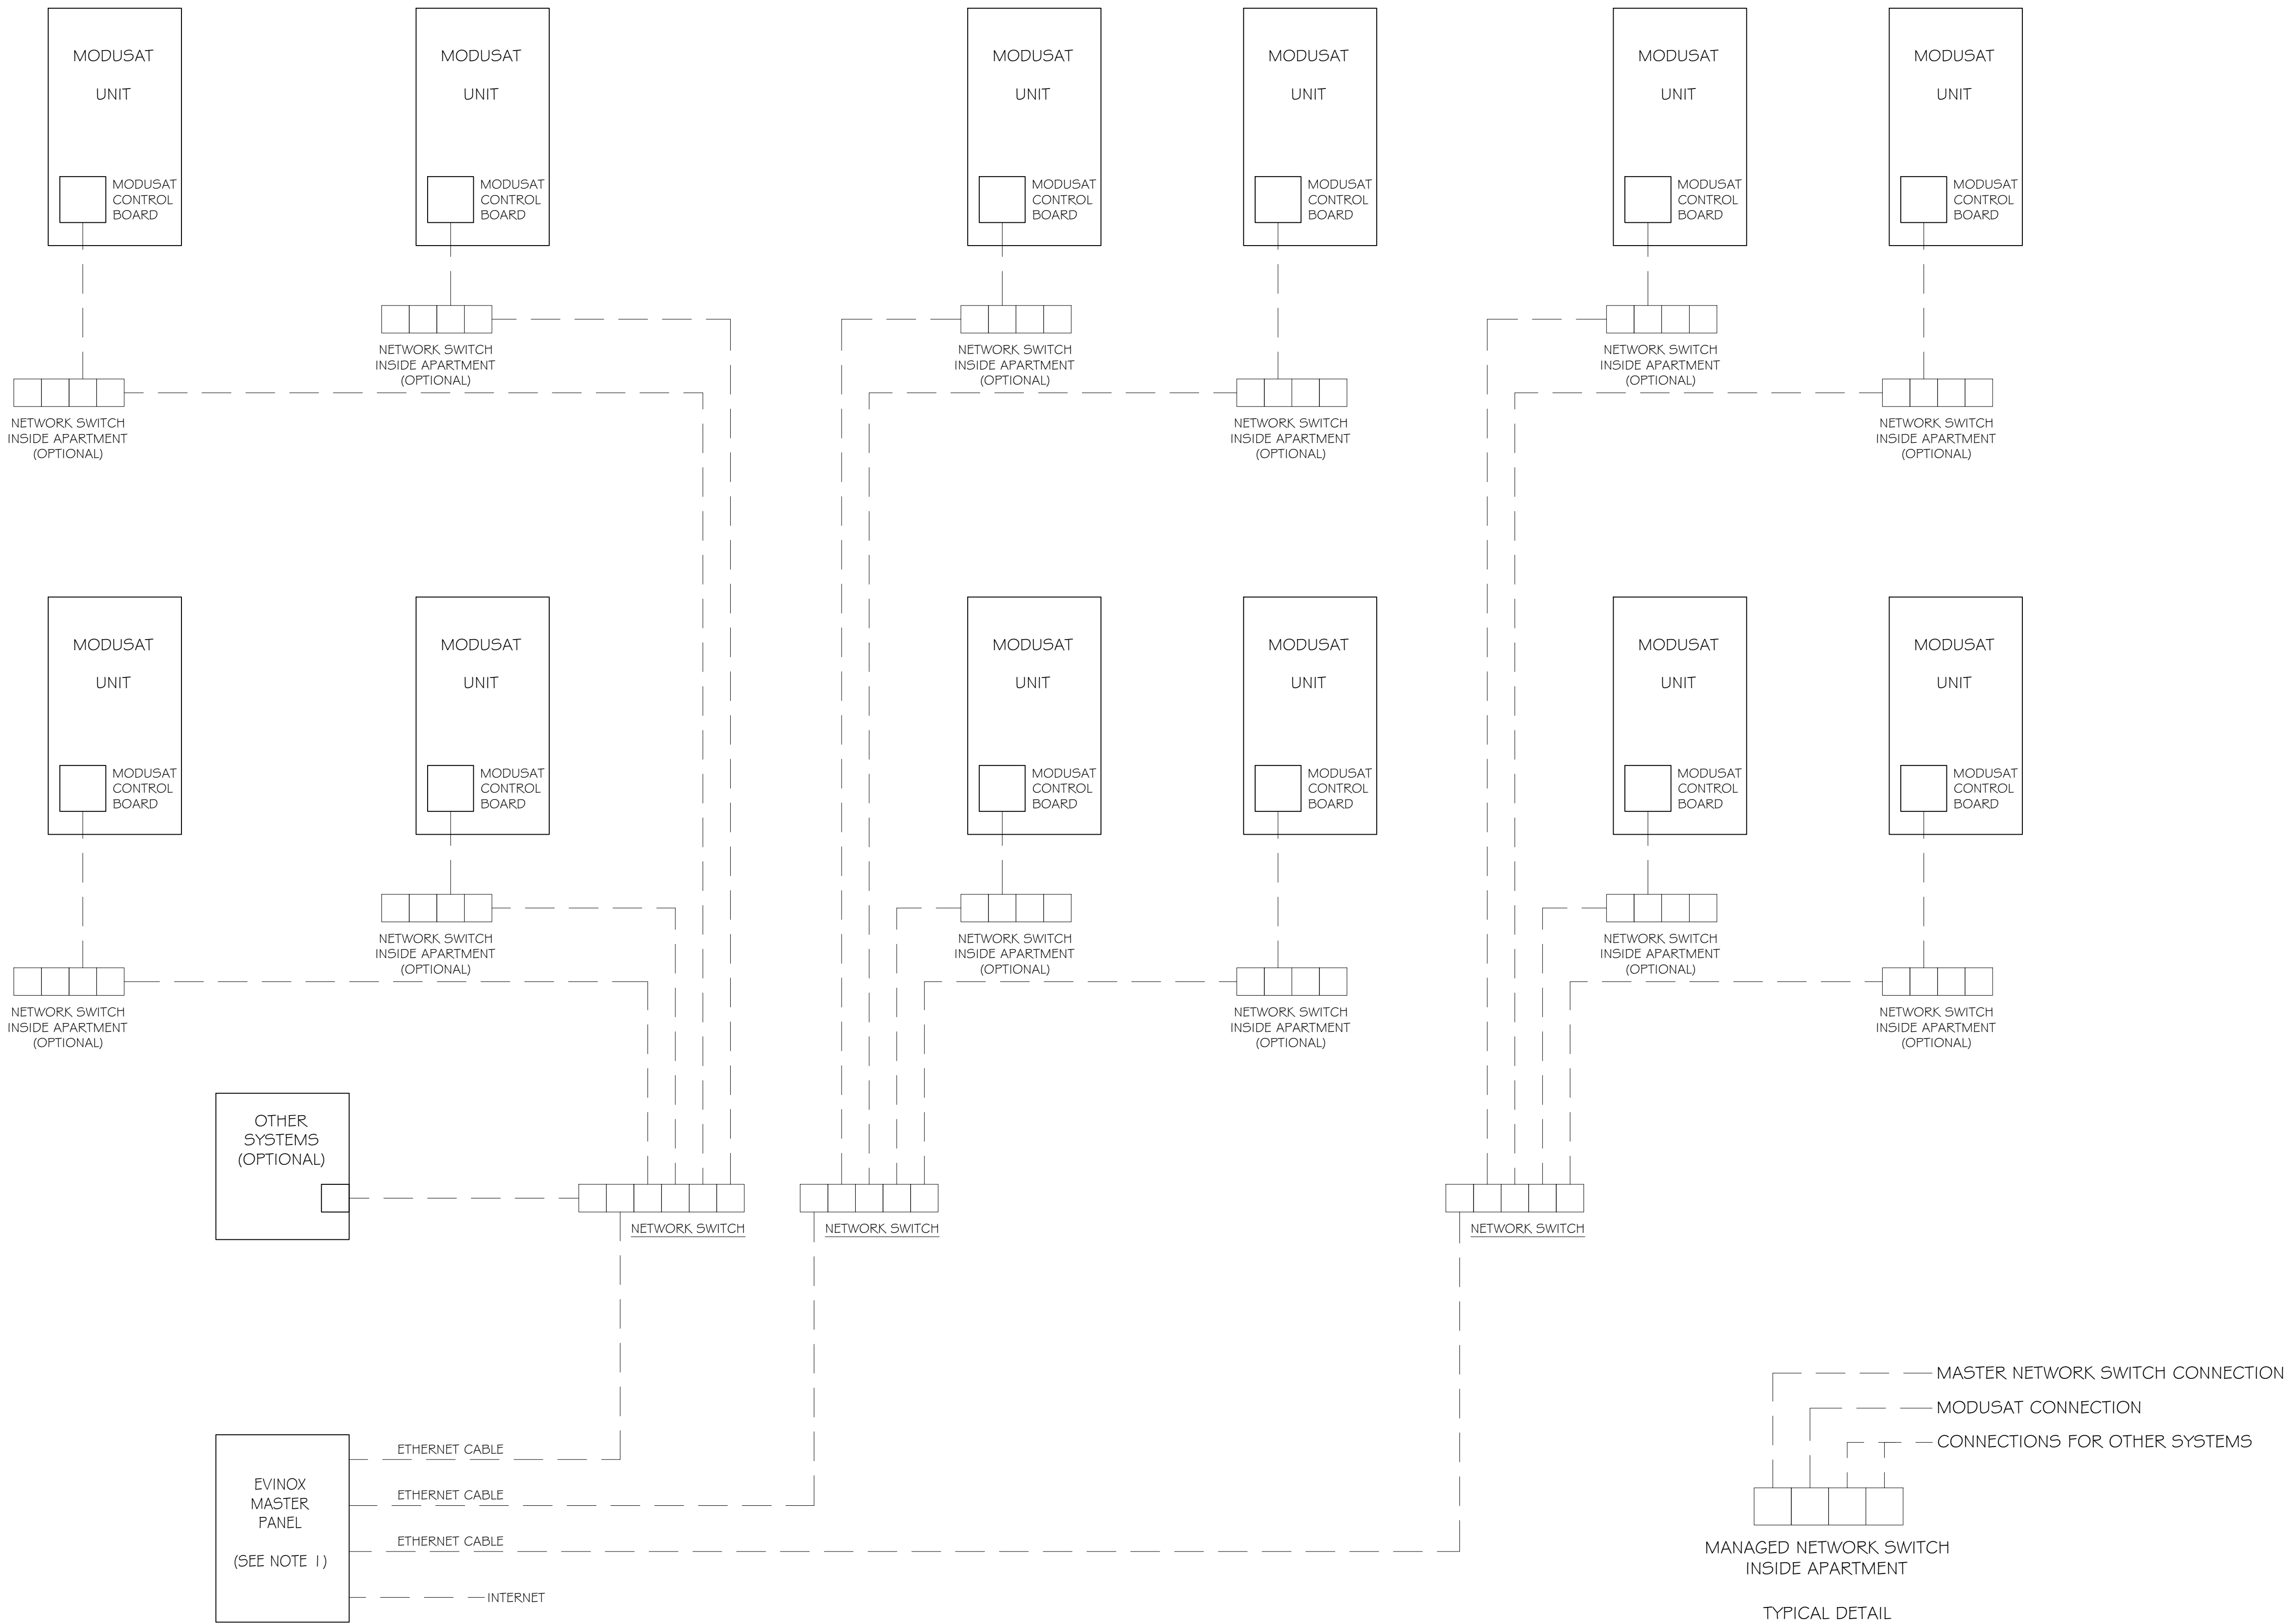 MODUSAT
UNIT
MODUSAT
CONTROL
BOARD
MODUSAT
UNIT
MODUSAT
CONTROL
BOARD
MODUSAT
UNIT
MODUSAT
CONTROL
BOARD
MODUSAT
UNIT
MODUSAT
CONTROL
BOARD
MODUSAT
UNIT
MODUSAT
CONTROL
BOARD
MODUSAT
UNIT
MODUSAT
CONTROL
BOARD
NETWORK SWITCH
INSIDE APARTMENT
(OPTIONAL)
NETWORK SWITCH
INSIDE APARTMENT
(OPTIONAL)
NETWORK SWITCH
INSIDE APARTMENT
(OPTIONAL)
NETWORK SWITCH
INSIDE APARTMENT
(OPTIONAL)
NETWORK SWITCH
INSIDE APARTMENT
(OPTIONAL)
NETWORK SWITCH
INSIDE APARTMENT
(OPTIONAL)
MODUSAT
UNIT
MODUSAT
CONTROL
BOARD
MODUSAT
UNIT
MODUSAT
CONTROL
BOARD
MODUSAT
UNIT
MODUSAT
CONTROL
BOARD
MODUSAT
UNIT
MODUSAT
CONTROL
BOARD
MODUSAT
UNIT
MODUSAT
CONTROL
BOARD
MODUSAT
UNIT
MODUSAT
CONTROL
BOARD
NETWORK SWITCH
INSIDE APARTMENT
(OPTIONAL)
NETWORK SWITCH
INSIDE APARTMENT
(OPTIONAL)
NETWORK SWITCH
INSIDE APARTMENT
(OPTIONAL)
NETWORK SWITCH
INSIDE APARTMENT
(OPTIONAL)
NETWORK SWITCH
INSIDE APARTMENT
(OPTIONAL)
NETWORK SWITCH
INSIDE APARTMENT
(OPTIONAL)
OTHER
SYSTEMS
(OPTIONAL)
NETWORK SWITCH
NETWORK SWITCH
NETWORK SWITCH
EVINOX
MASTER
PANEL
(SEE NOTE 1)
ETHERNET CABLE
ETHERNET CABLE
ETHERNET CABLE
INTERNET
MASTER NETWORK SWITCH CONNECTION
MODUSAT CONNECTION
CONNECTIONS FOR OTHER SYSTEMS
MANAGED NETWORK SWITCH
INSIDE APARTMENT
TYPICAL DETAIL